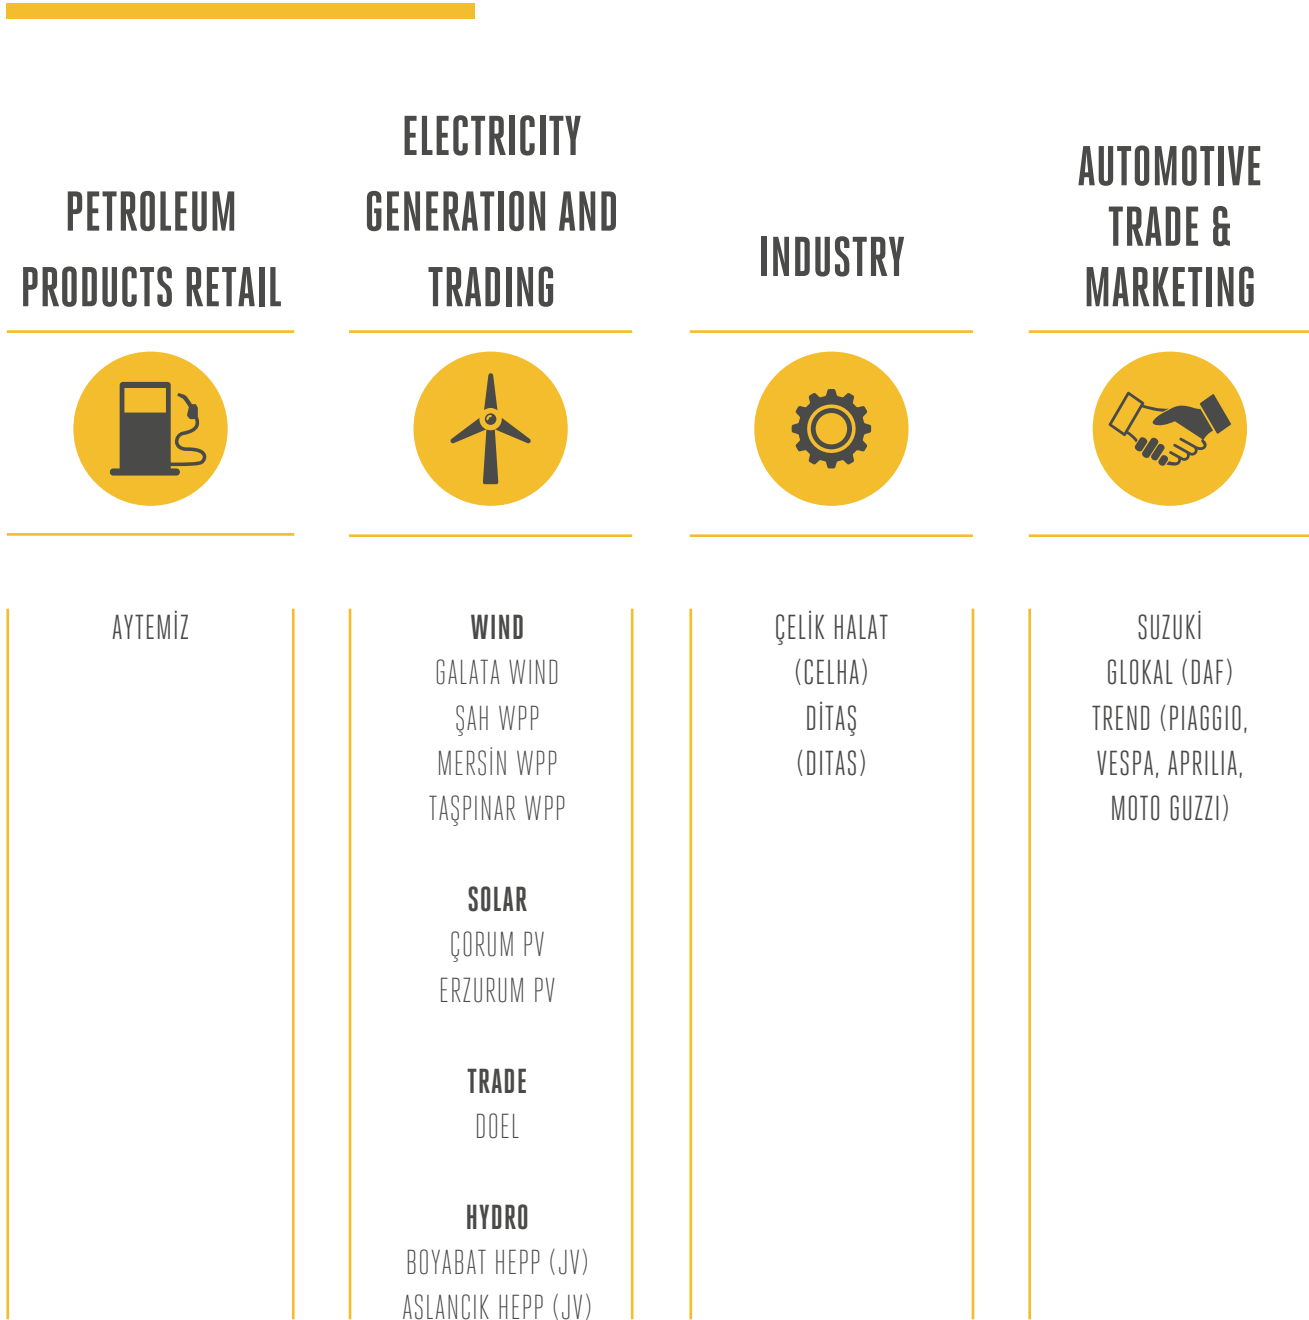 PETROLEUM
PRODUCTS RETAIL
AYTEMİZ
ELECTRICITY
GENERATION AND
TRADING
WIND
GALATA WIND
ŞAH WPP
MERSİN WPP
TAŞPINAR WPP
SOLAR
ÇORUM PV
ERZURUM PV
TRADE
DOEL
HYDRO
BOYABAT HEPP (JV)
ASLANCIK HEPP (JV)
INDUSTRY
ÇELİK HALAT
(CELHA)
DİTAŞ
(DITAS)
AUTOMOTIVE
TRADE &
MARKETING
SUZUKİ
GLOKAL (DAF)
TREND (PIAGGIO,
VESPA, APRILIA,
MOTO GUZZI)